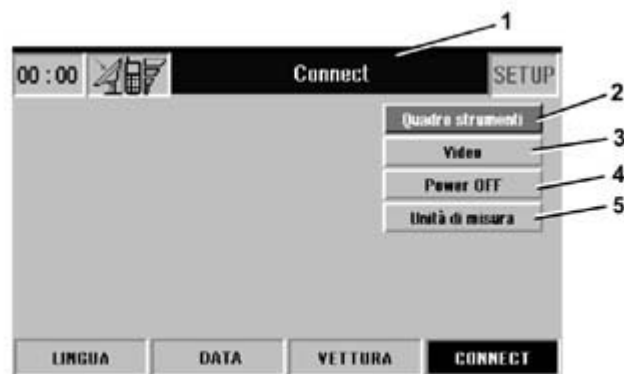 1
00 : 00 Connect SETUP
Quadro strumenti 2
Video 3
Power OFF 4
Unità di misura 5
LINGUA DATA VETTURA CONNECT